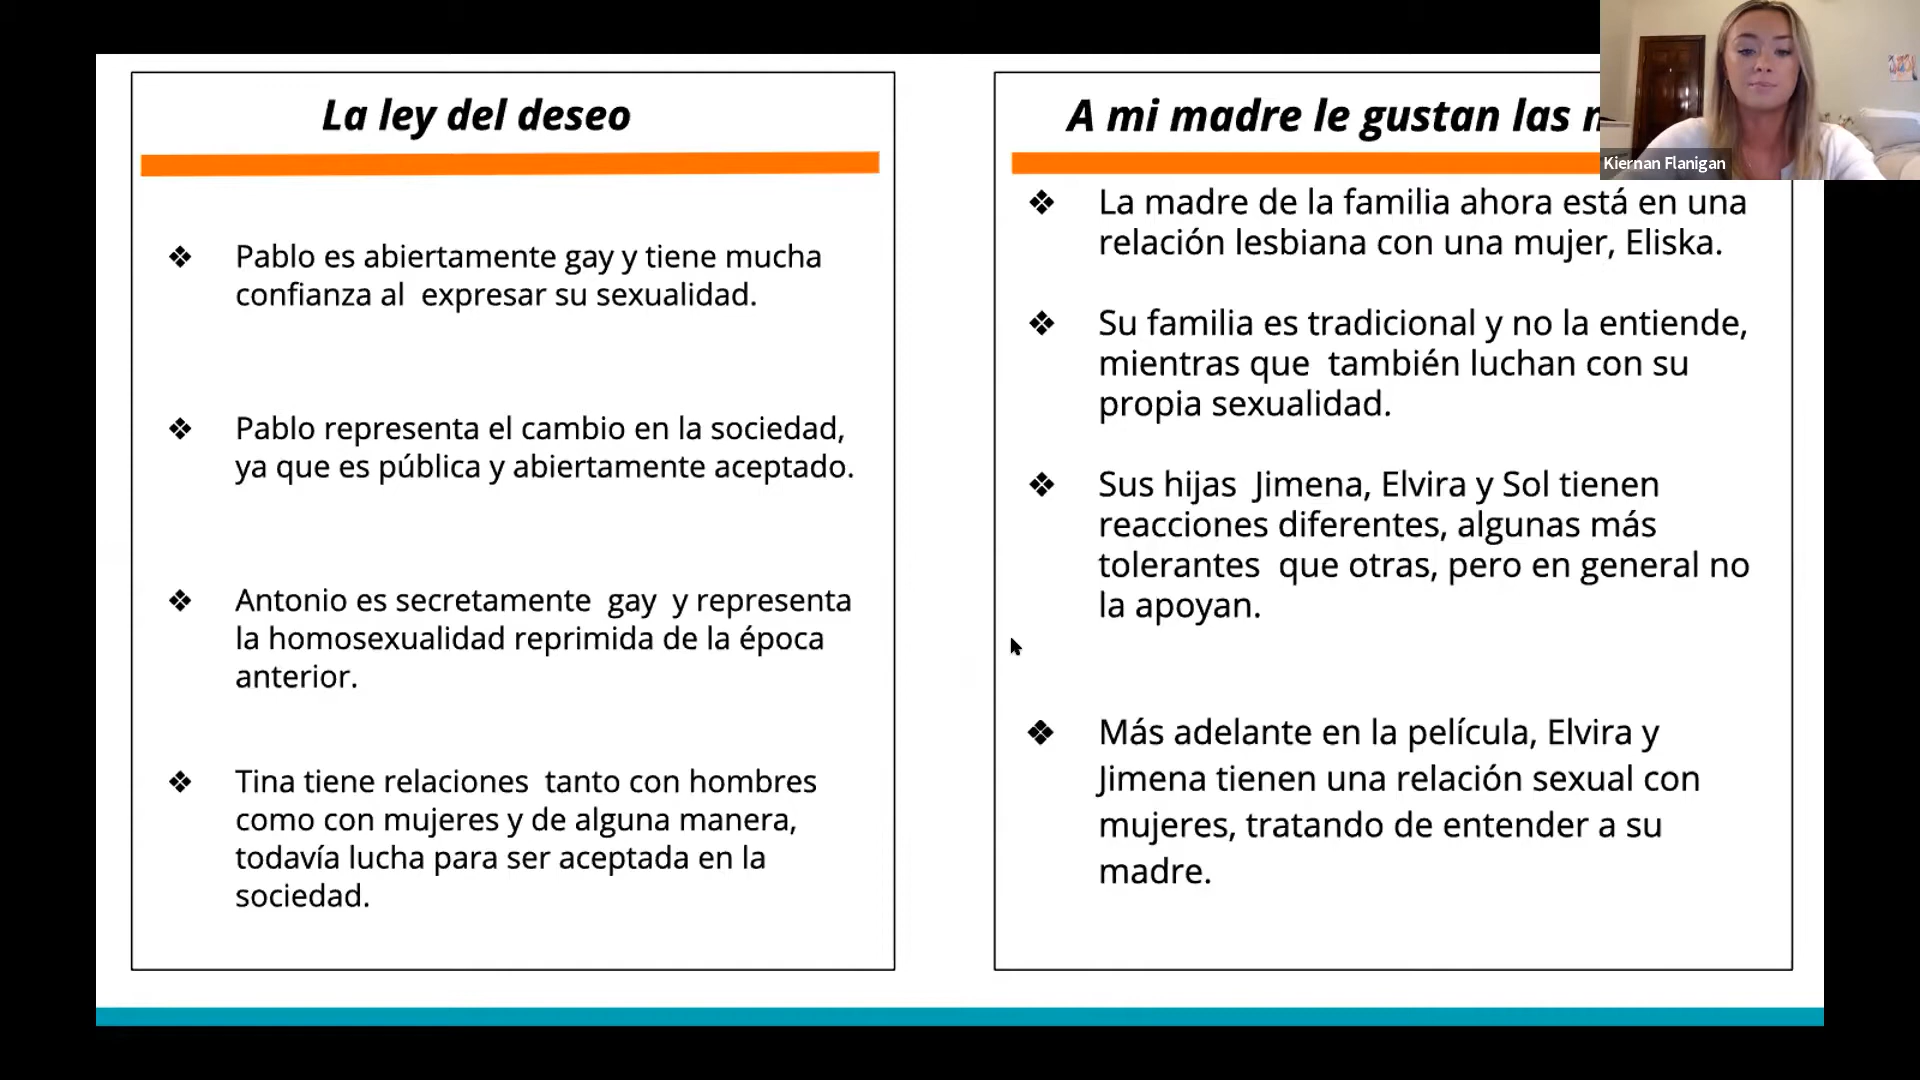 La ley del deseo
❖ Pablo es abiertamente gay y tiene mucha
confianza al expresar su sexualidad.
❖ Pablo representa el cambio en la sociedad,
ya que es pública y abiertamente aceptado.
❖ Antonio es secretamente gay y representa
la homosexualidad reprimida de la época
anterior.
❖ Tina tiene relaciones tanto con hombres
como con mujeres y de alguna manera,
todavía lucha para ser aceptada en la
sociedad.
A mi madre le gustan las
❖ La madre de la familia ahora está en una
relación lesbiana con una mujer, Eliska.
❖ Su familia es tradicional y no la entiende,
mientras que también luchan con su
propia sexualidad.
❖ Sus hijas Jimena, Elvira y Sol tienen
reacciones diferentes, algunas más
tolerantes que otras, pero en general no
la apoyan.
❖ Más adelante en la película, Elvira y
Jimena tienen una relación sexual con
mujeres, tratando de entender a su
madre.
Kiernan Flanigan